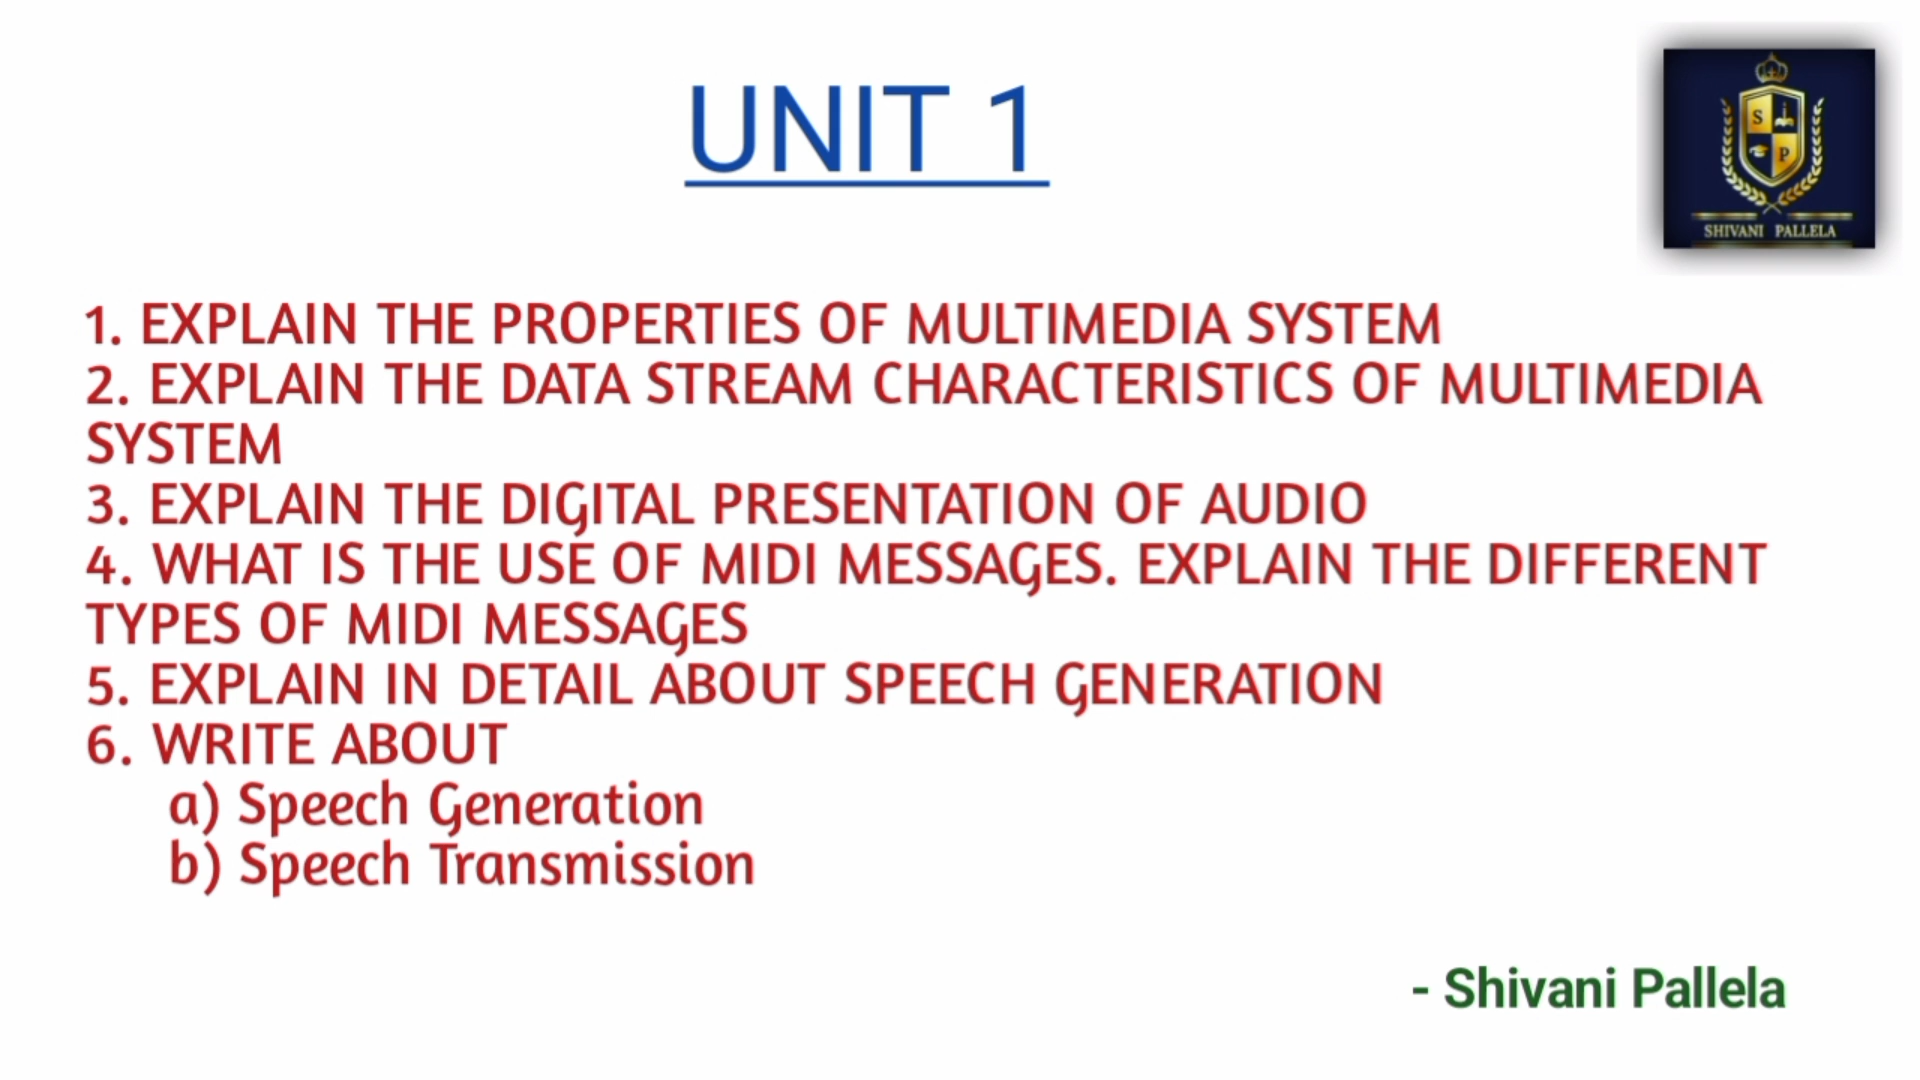 UNIT 1
S
P
SHIVANI PALLELA
1. EXPLAIN THE PROPERTIES OF MULTIMEDIA SYSTEM
2. EXPLAIN THE DATA STREAM CHARACTERISTICS OF MULTIMEDIA
SYSTEM
3. EXPLAIN THE DIGITAL PRESENTATION OF AUDIO
4. WHAT IS THE USE OF MIDI MESSAGES. EXPLAIN THE DIFFERENT
TYPES OF MIDI MESSAGES
5. EXPLAIN IN DETAIL ABOUT SPEECH GENERATION
6. WRITE ABOUT
a) Speech Generation
b) Speech Transmission
- Shivani Pallela